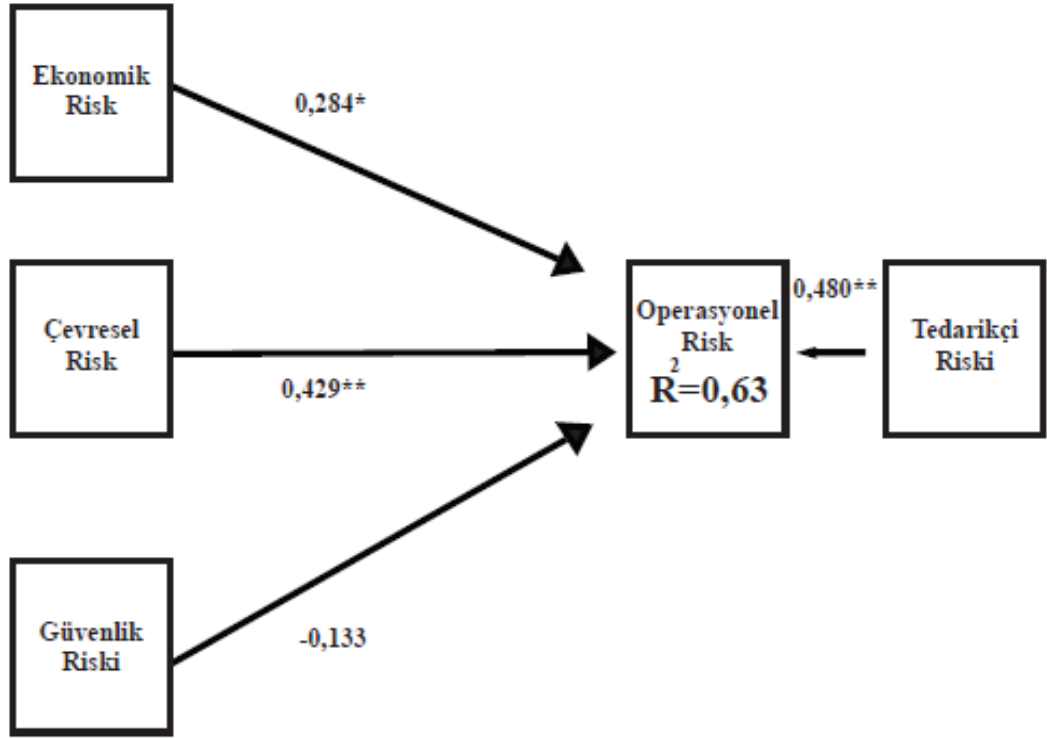 Ekonomik
Risk
0,284*
Çevresel
Risk
0,429**
Güvenlik
Riski
-0,133
Operasyonel
Risk
R²=0,63
0,480**
Tedarikçi
Riski